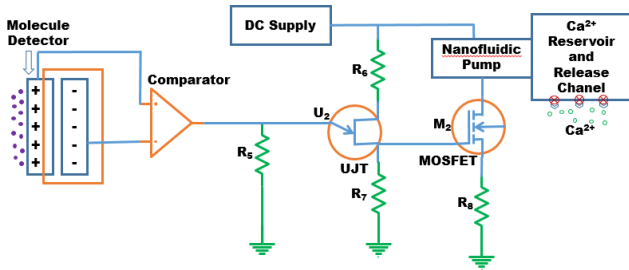 Molecule
Detector
+ -
+ -
+ -
+ -
+ -
Comparator
R5
DC Supply
R6
U2
UJT
R7
Nanofluidic
Pump
M2
MOSFET
R8
Ca2+
Reservoir
and
Release
Chanel
Ca2+